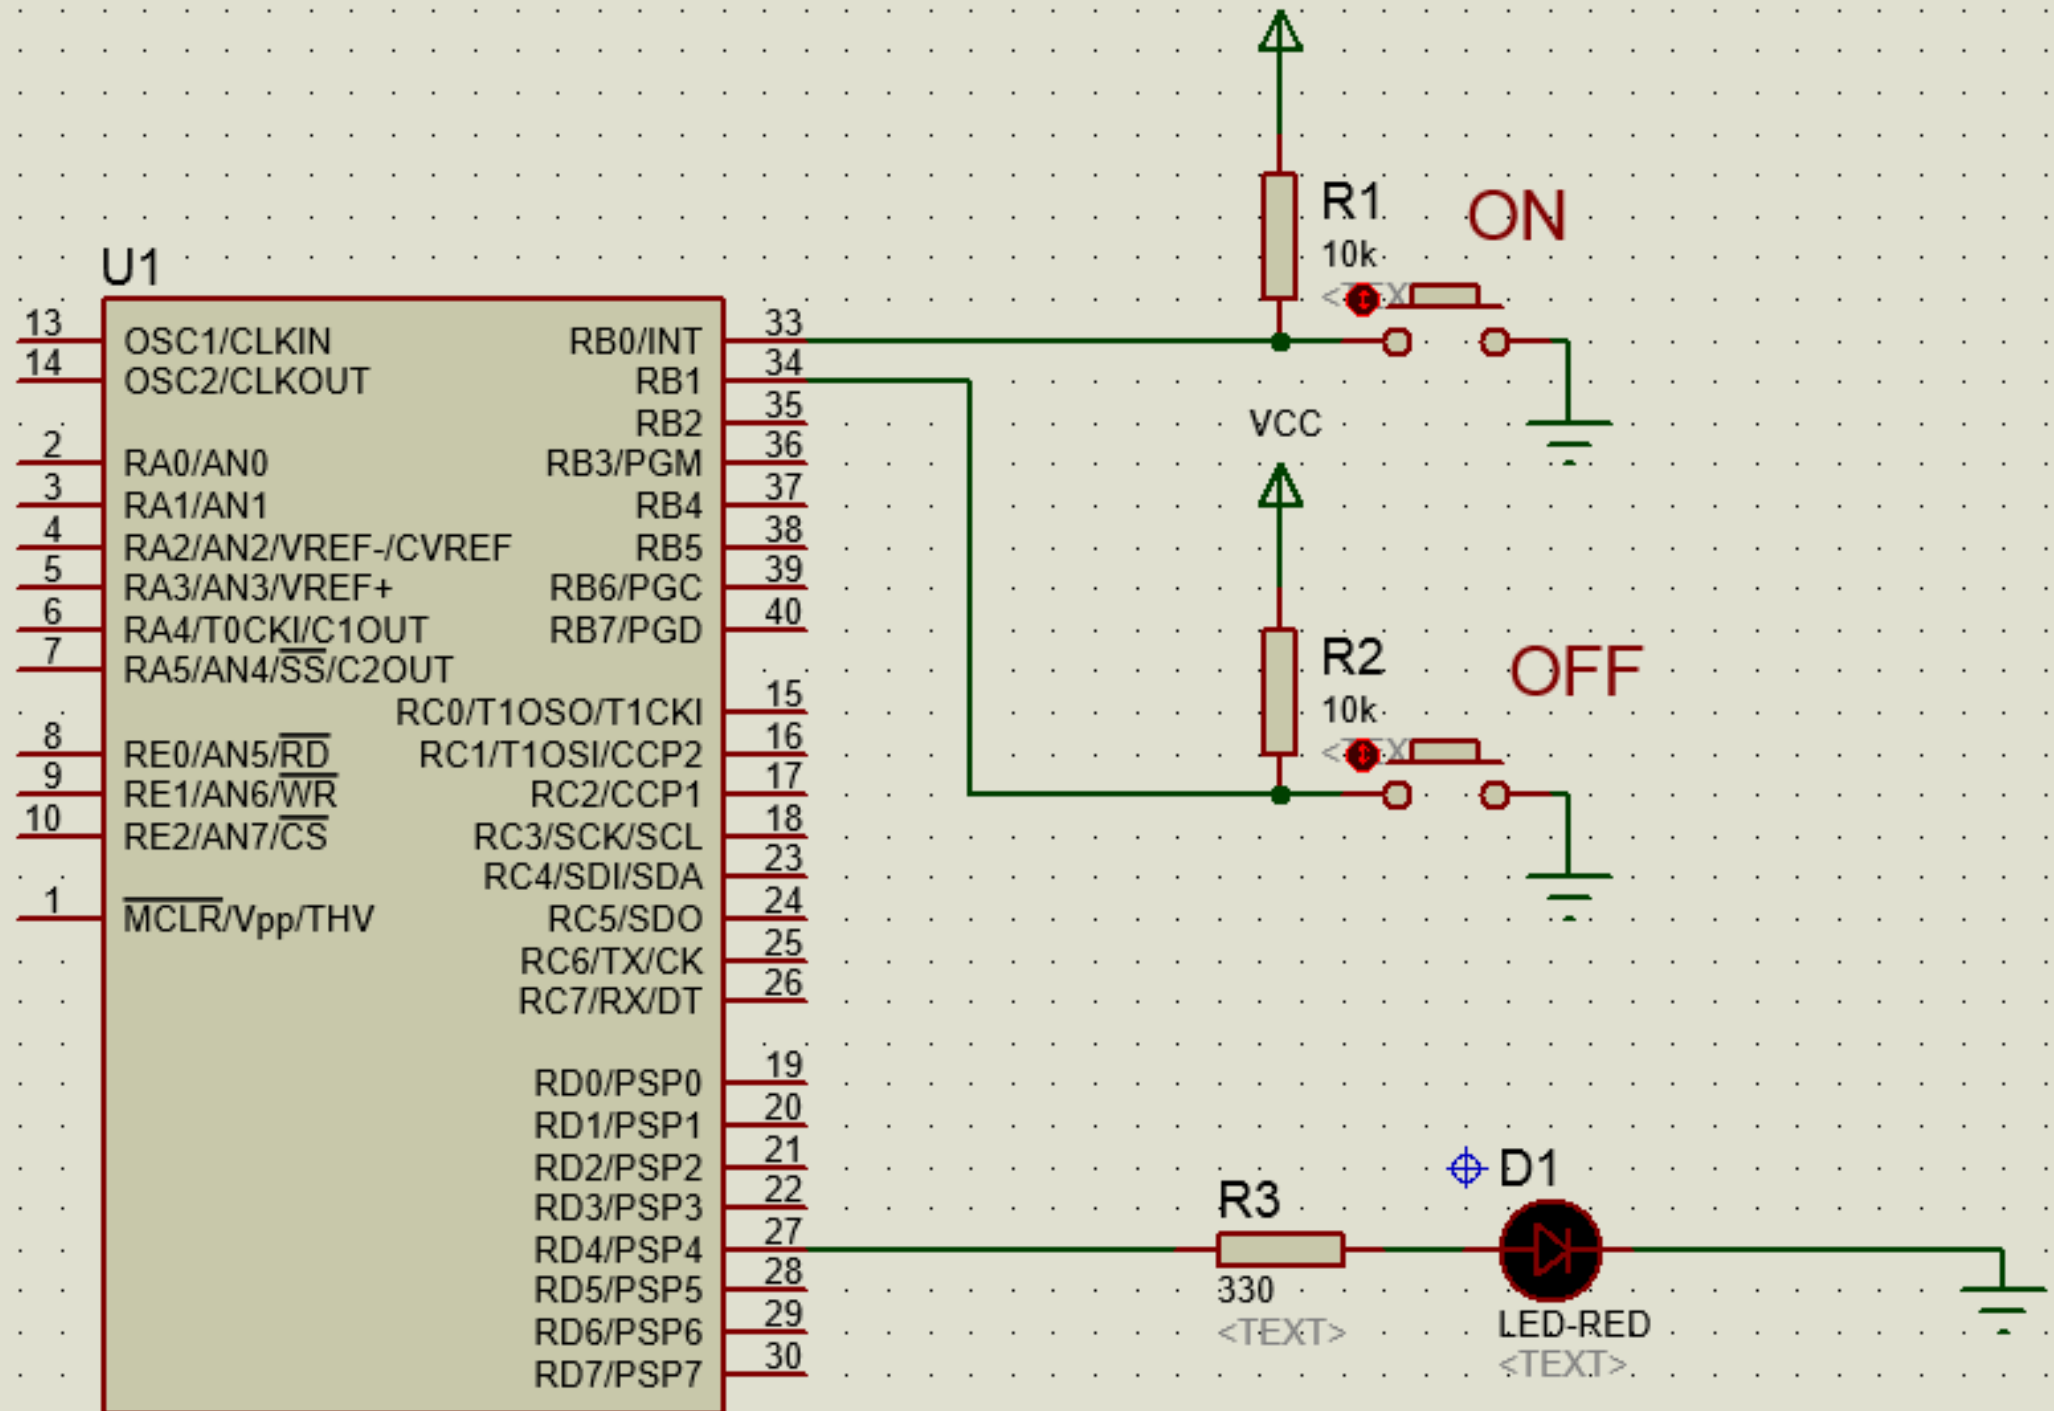 U1
13
OSC1/CLKIN
14
OSC2/CLKOUT
2
RA0/AN0
3
RA1/AN1
4
RA2/AN2/VREF-/CVREF
5
RA3/AN3/VREF+
6
RA4/T0CKI/C1OUT
7
RA5/AN4/SS/C2OUT
8
RE0/AN5/RD
9
RE1/AN6/WR
10
RE2/AN7/CS
1
MCLR/Vpp/THV
RB0/INT
33
RB1
34
RB2
35
RB3/PGM
36
RB4
37
RB5
38
RB6/PGC
39
RB7/PGD
40
RC0/T1OSO/T1CKI
15
RC1/T1OSI/CCP2
16
RC2/CCP1
17
RC3/SCK/SCL
18
RC4/SDI/SDA
23
RC5/SDO
24
RC6/TX/CK
25
RC7/RX/DT
26
RD0/PSP0
19
RD1/PSP1
20
RD2/PSP2
21
RD3/PSP3
22
RD4/PSP4
27
RD5/PSP5
28
RD6/PSP6
29
RD7/PSP7
30
R1
10k
ON
VCC
R2
10k
OFF
R3
330
<TEXT>
D1
LED-RED
<TEXT>